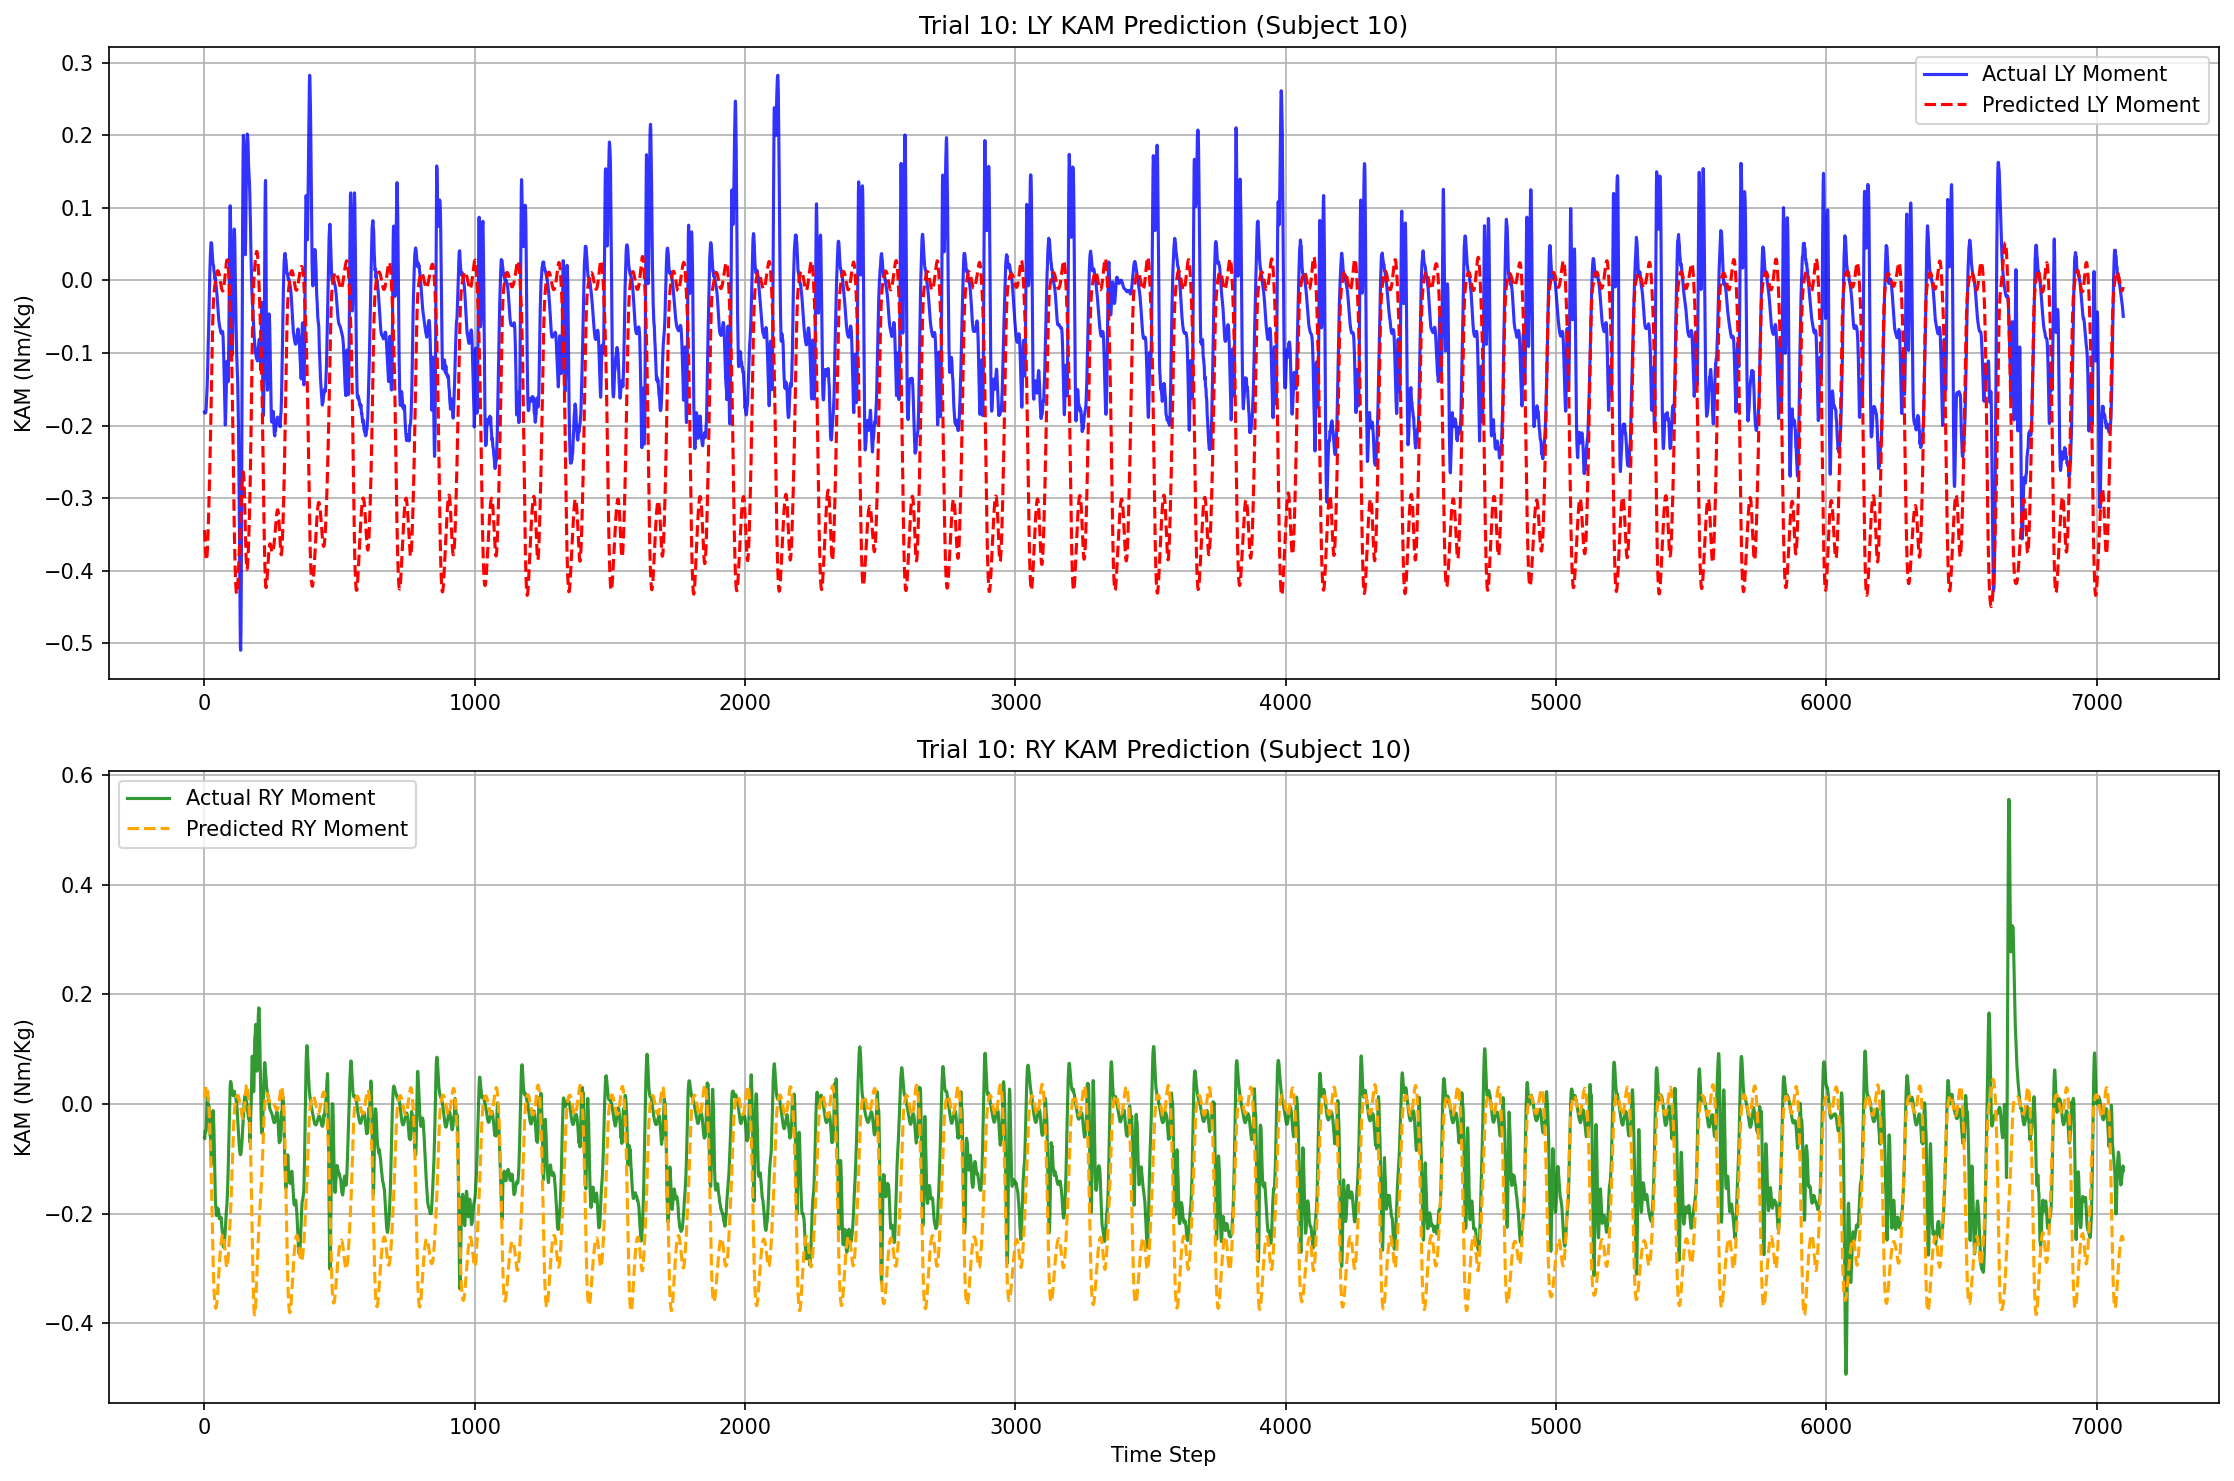 Trial 10: LY KAM Prediction (Subject 10)
Actual LY Moment
Predicted LY Moment
KAM (Nm/Kg)
0.3
0.2
0.1
0.0
−0.1
−0.2
−0.3
−0.4
−0.5
0 1000 2000 3000 4000 5000 6000 7000
Trial 10: RY KAM Prediction (Subject 10)
Actual RY Moment
Predicted RY Moment
KAM (Nm/Kg)
0.6
0.4
0.2
0.0
−0.2
−0.4
0 1000 2000 3000 4000 5000 6000 7000
Time Step